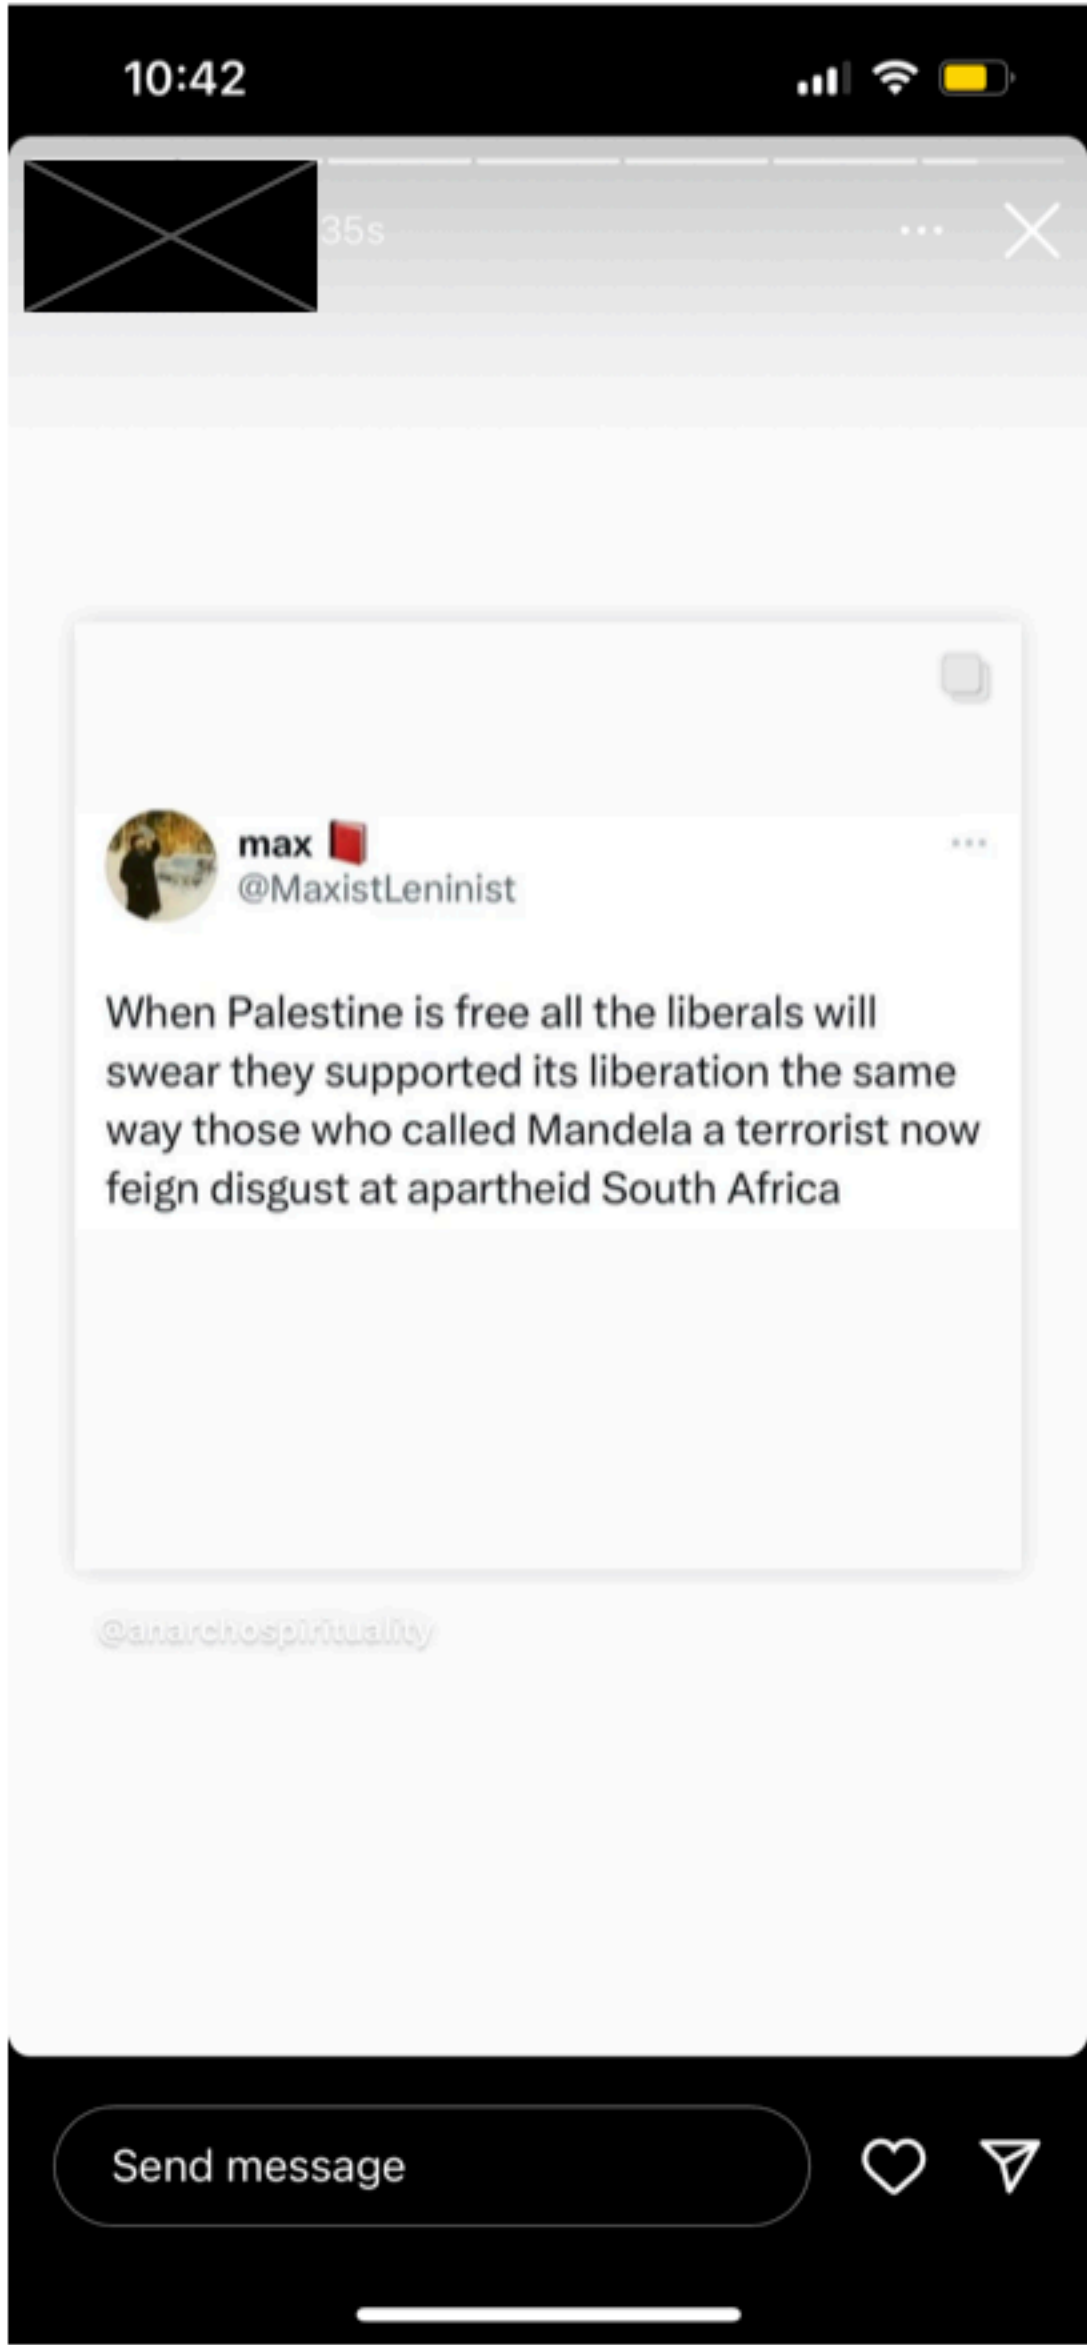 10:42
35s
max
@MaxistLeninist
When Palestine is free all the liberals will
swear they supported its liberation the same
way those who called Mandela a terrorist now
feign disgust at apartheid South Africa
@anarchospirituality
Send message